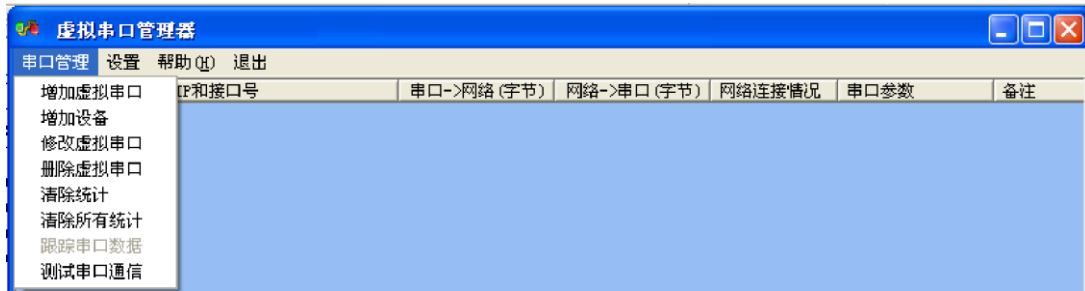 虚拟串口管理器
串口管理 设置 帮助(H) 退出
IP和接口号 串口->网络(字节) 网络->串口(字节) 网络连接情况 串口参数 备注
增加虚拟串口
增加设备
修改虚拟串口
删除虚拟串口
清除统计
清除所有统计
跟踪串口数据
测试串口通信